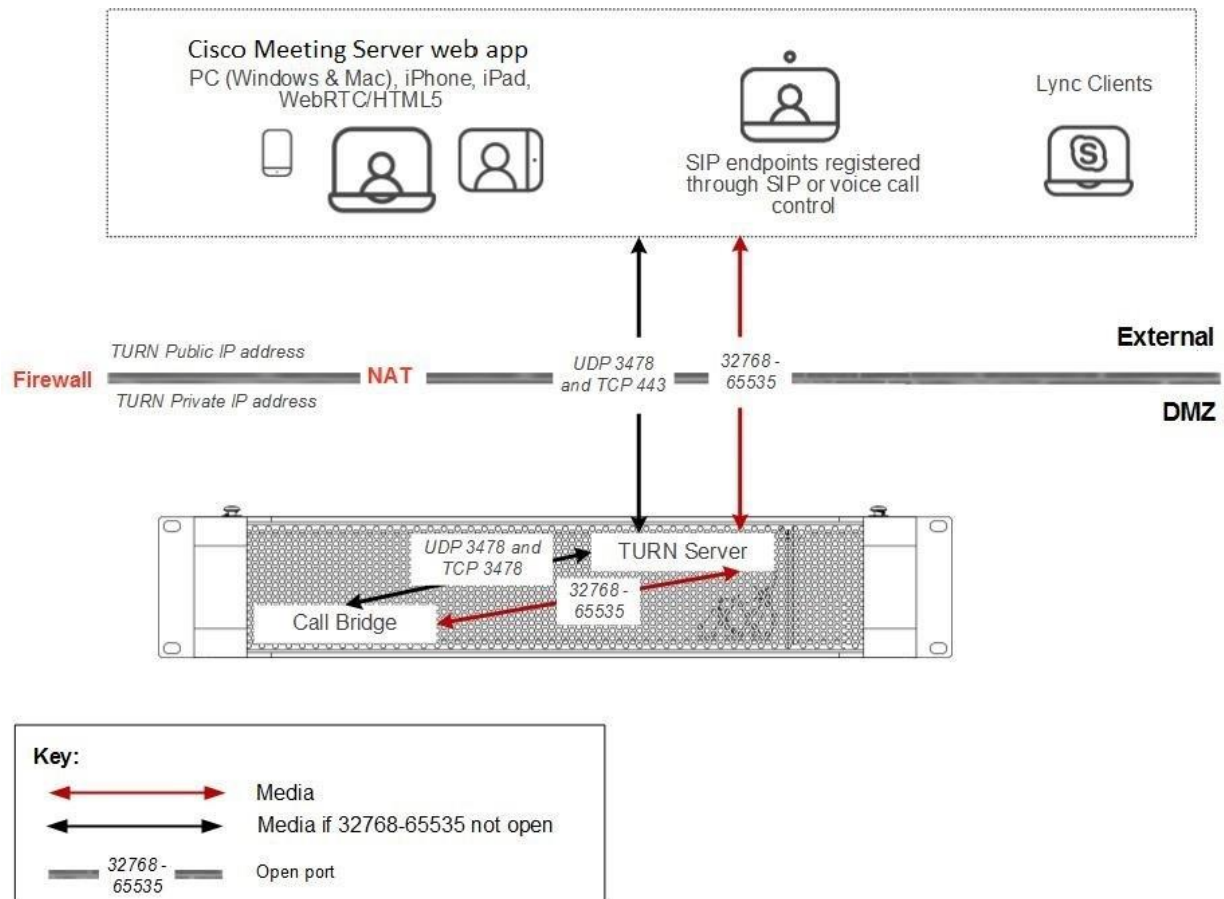 Cisco Meeting Server web app
PC (Windows & Mac), iPhone, iPad,
WebRTC/HTML5
SIP endpoints registered
through SIP or voice call
control
Lync Clients
S
External
TURN Public IP address
Firewall
NAT
UDP 3478
and TCP 443
32768 -
65535
TURN Private IP address
DMZ
UDP 3478 and
TCP 3478
TURN Server
32768 -
65535
Call Bridge
Key:
Media
Media if 32768-65535 not open
32768 -
65535
Open port